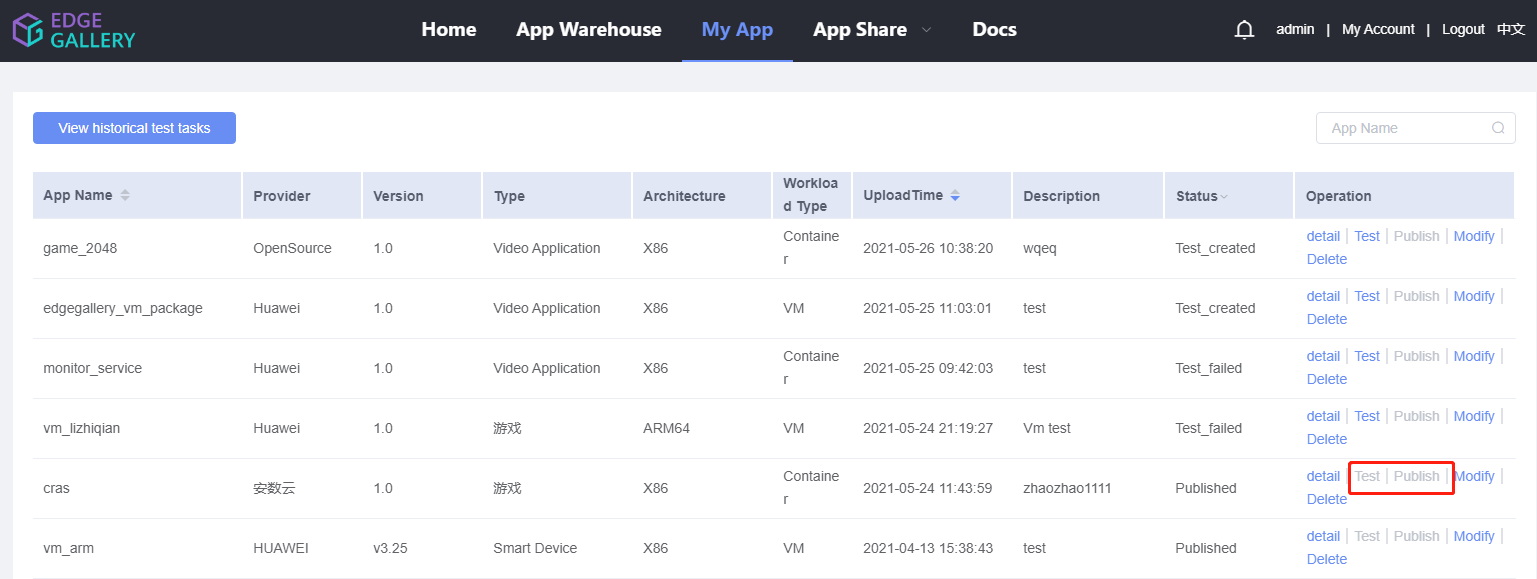 EDGE
GALLERY
Home App Warehouse My App App Share Docs
admin | My Account | Logout 中文
View historical test tasks
App Name
App Name Provider Version Type Architecture Workloa
d Type UploadTime Description Status Operation
game_2048 OpenSource 1.0 Video Application X86 Containe
r 2021-05-26 10:38:20 wqeq Test_created detail | Test | Publish | Modify |
Delete
edgegallery_vm_package Huawei 1.0 Video Application X86 VM 2021-05-25 11:03:01 test Test_created detail | Test | Publish | Modify |
Delete
monitor_service Huawei 1.0 Video Application X86 Containe
r 2021-05-25 09:42:03 test Test_failed detail | Test | Publish | Modify |
Delete
vm_lizhiqian Huawei 1.0 游戏 ARM64 VM 2021-05-24 21:19:27 Vm test Test_failed detail | Test | Publish | Modify |
Delete
cras 安数云 1.0 游戏 X86 Containe
r 2021-05-24 11:43:59 zhaozhao1111 Published detail | Test | Publish | Modify |
Delete
vm_arm HUAWEI v3.25 Smart Device X86 VM 2021-04-13 15:38:43 test Published detail | Test | Publish | Modify |
Delete